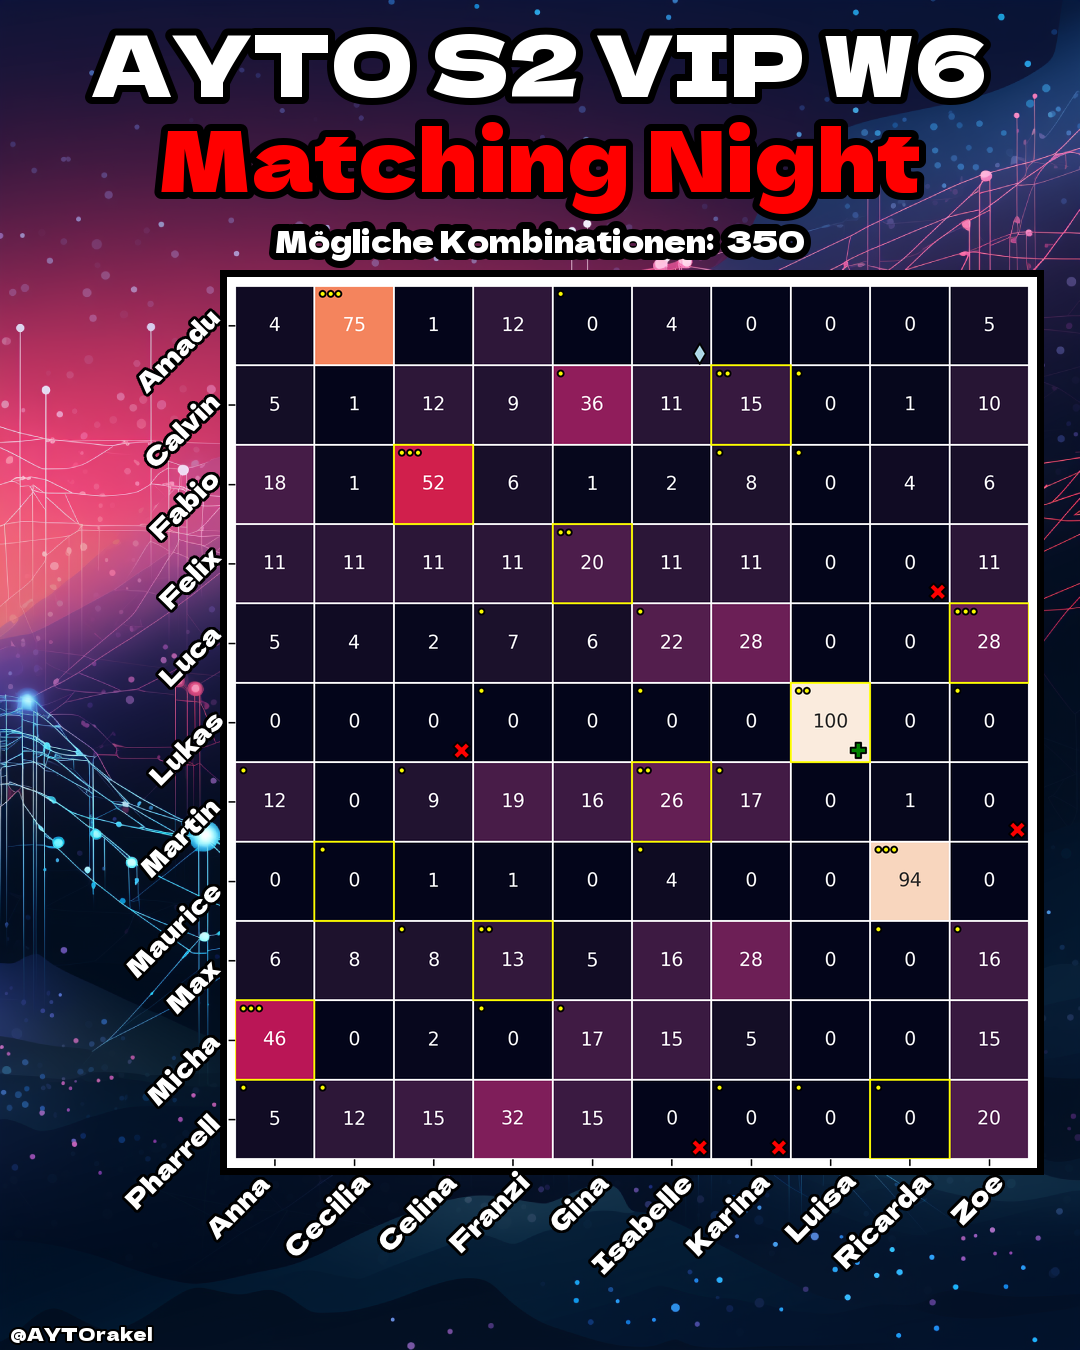 AYTO S2 VIP W6
Matching Night
Mögliche Kombinationen: 350
Amadu 4 75 1 12 0 4 0 0 0 5
Calvin 5 1 12 9 36 11 15 0 1 10
Fabio 18 1 52 6 1 2 8 0 4 6
Felix 11 11 11 11 20 11 11 0 0 11
Luca 5 4 2 7 6 22 28 0 0 28
Lukas 0 0 0 0 0 0 0 100 0 0
Martin 12 0 9 19 16 26 17 0 1 0
Maurice 0 0 1 1 0 4 0 0 94 0
Max 6 8 8 13 5 16 28 0 0 16
Micha 46 0 2 0 17 15 5 0 0 15
Pharrell 5 12 15 32 15 0 0 0 0 20
Anna Cecilia Celina Franzi Gina Isabelle Karina Luisa Ricarda Zoe
@AYTOrakel